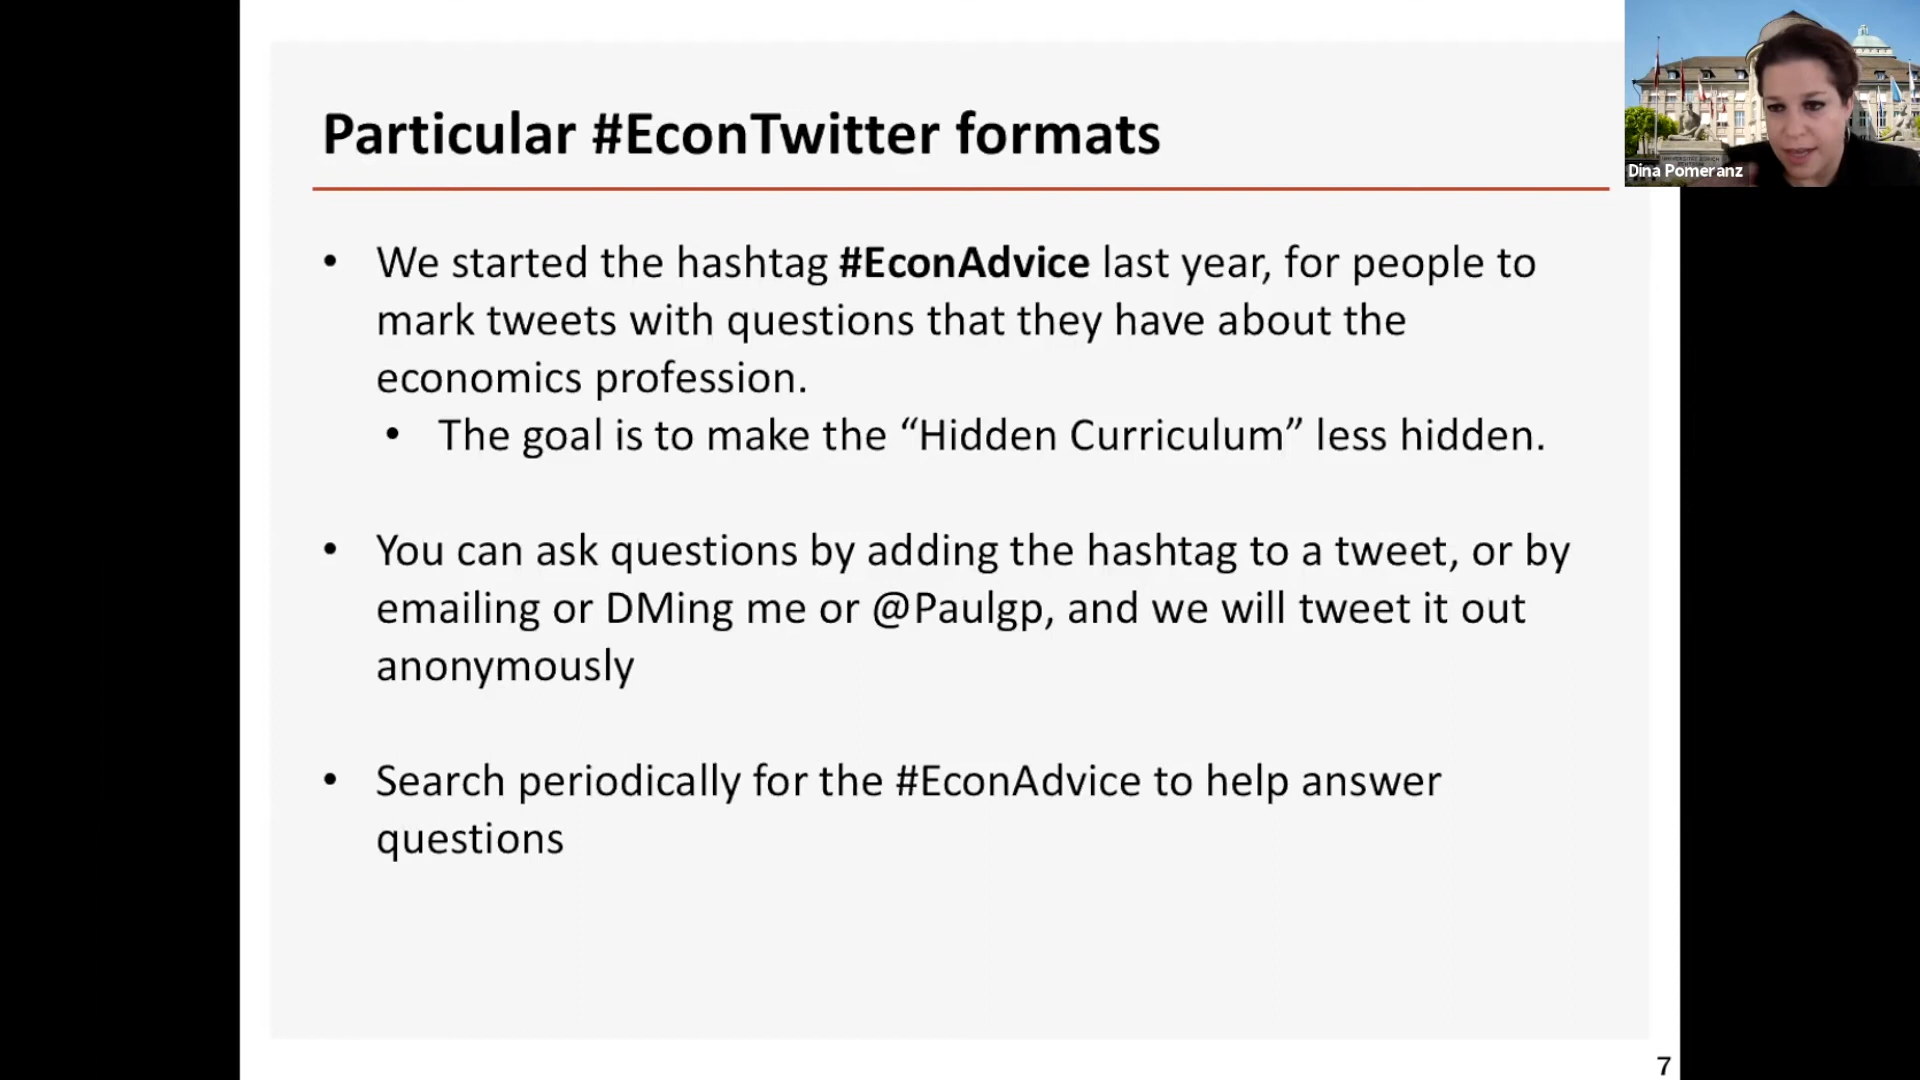 Particular #EconTwitter formats
Dina Pomeranz
• We started the hashtag #EconAdvice last year, for people to
mark tweets with questions that they have about the
economics profession.
• The goal is to make the “Hidden Curriculum” less hidden.
• You can ask questions by adding the hashtag to a tweet, or by
emailing or DMing me or @Paulgp, and we will tweet it out
anonymously
• Search periodically for the #EconAdvice to help answer
questions
7